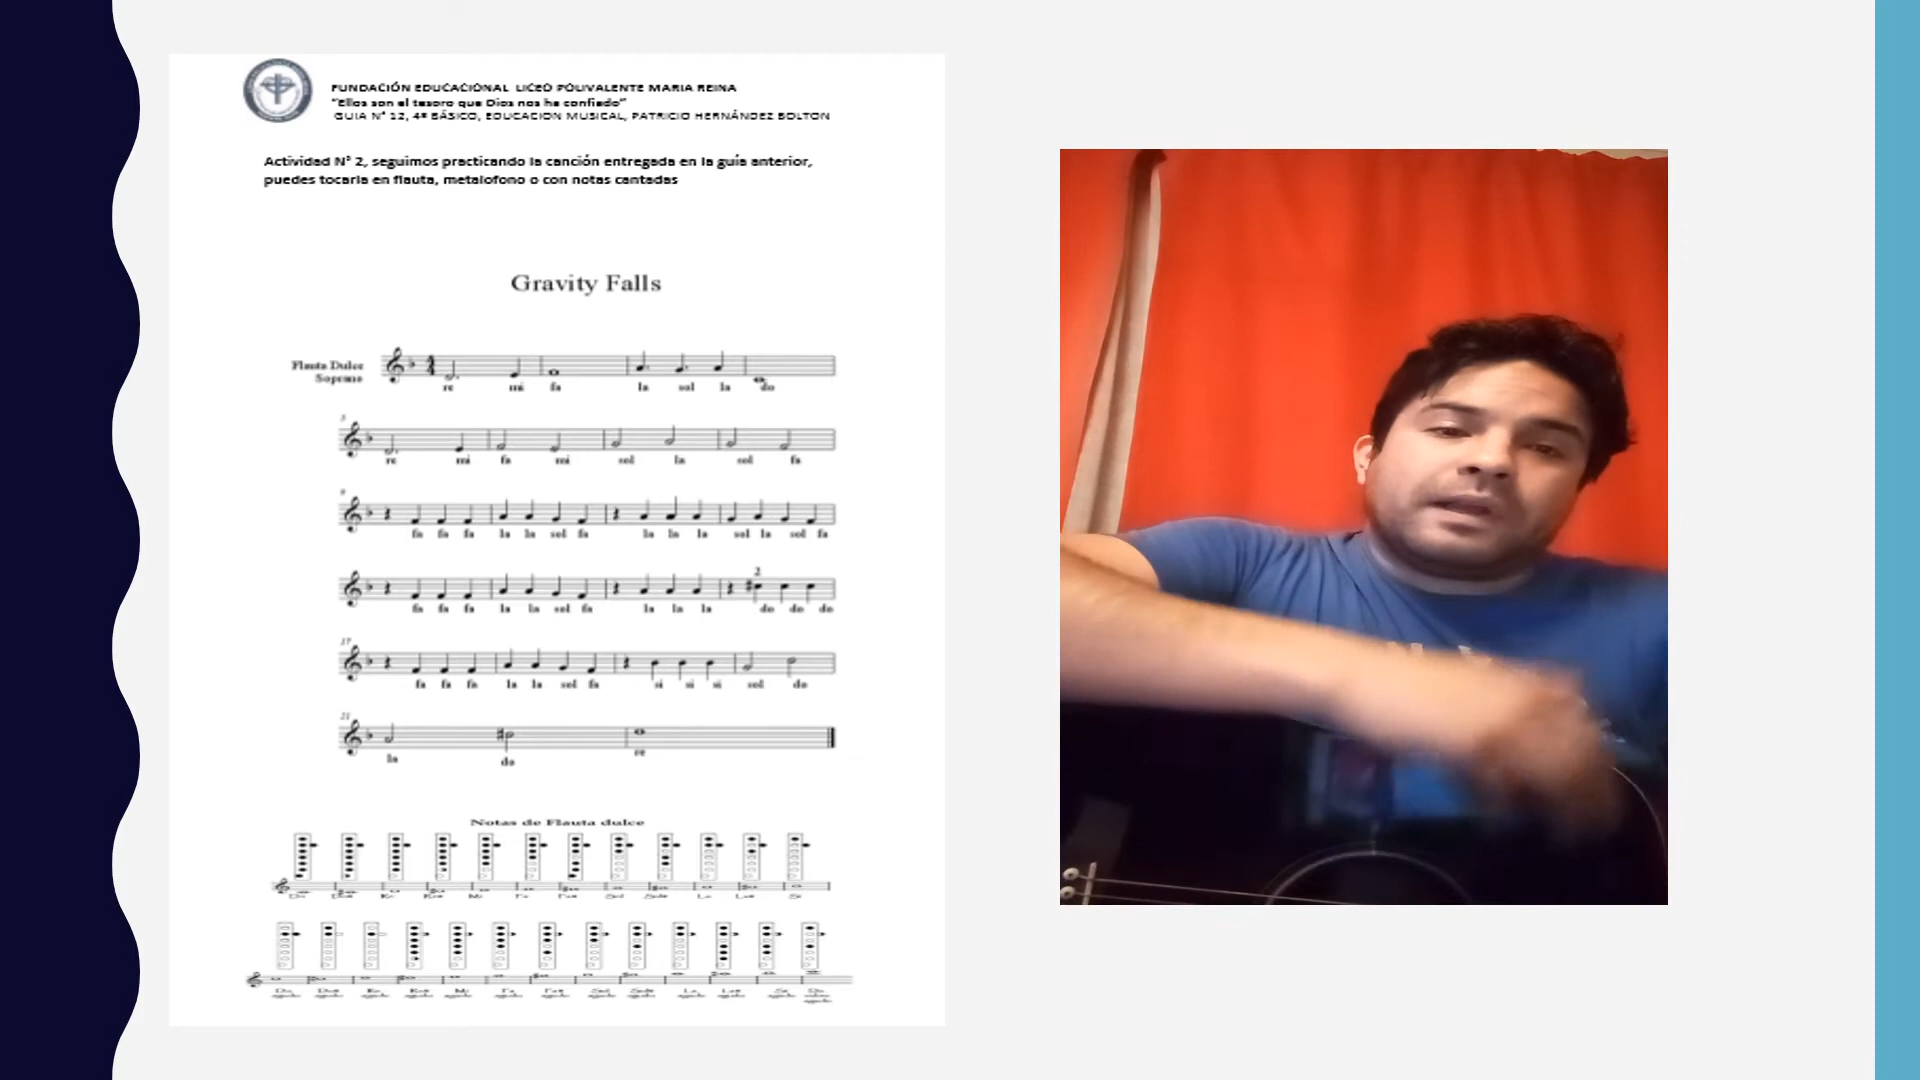 FUNDACIÓN EDUCACIONAL LICEO POLIVALENTE MARIA REINA
"Ellos son el tesoro que Dios nos ha confiado"
GUIA N° 12, 4° BÁSICO, EDUCACION MUSICAL, PATRICIO HERNÁNDEZ BOLTON
Actividad N° 2, seguimos practicando la canción entregada en la guía anterior,
puedes tocarla en flauta, metalofono o con notas cantadas
Gravity Falls
Flauta Dulce
Soprano
re mi fa la sol la do
5
re mi fa mi sol la sol fa
9
fa fa fa la la sol fa la la la sol la sol fa
2
fa fa fa la la sol fa la la la do do do
17
fa fa fa la la sol fa si si si sol do
21
la do re
Notas de Flauta dulce